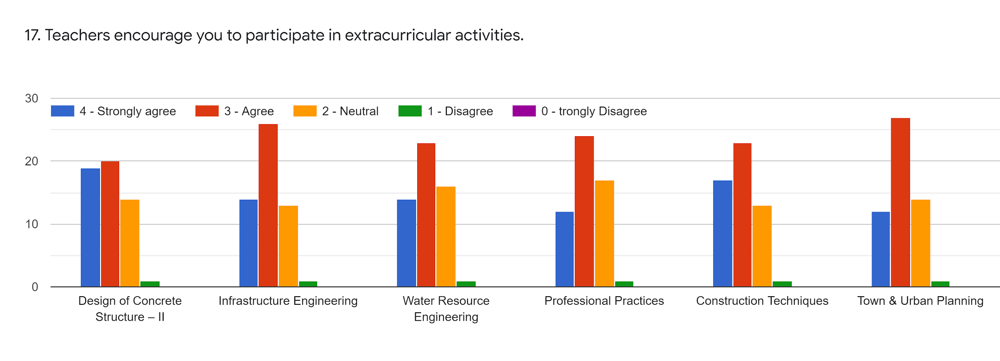 17. Teachers encourage you to participate in extracurricular activities.
30
4 - Strongly agree 3 - Agree 2 - Neutral 1 - Disagree 0 - trongly Disagree
20
10
0
Design of Concrete Structure – II
Infrastructure Engineering
Water Resource Engineering
Professional Practices
Construction Techniques
Town & Urban Planning